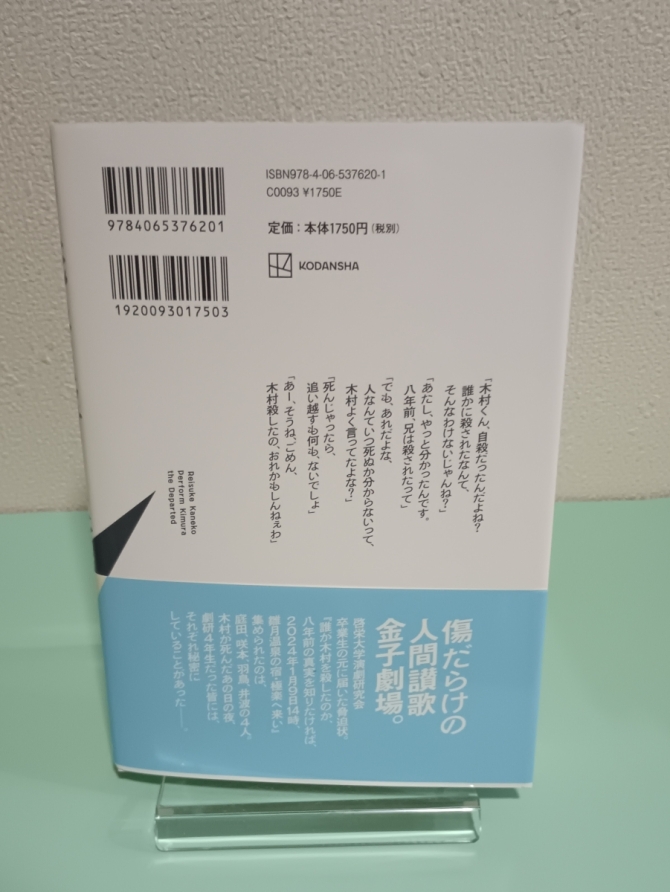 ISBN978-4-06-537620-1
C0093 ¥1750E
9784065376201
定価:本体1750円(税別)
KODANSHA
1920093017503
「木村くん、自殺だったんだよね?
誰かに殺されたなんて、
そんなわけないじゃんね?」
「あたし、やっと分かったんです。
八年前、兄は殺されたって」
「でも、あれだよな、
人なんていつ死ぬか分からないって、
木村よく言ってたよな?」
「死んじゃったら、
追い越すも何も、ないでしょ」
「あー、そうね、ごめん、
木村殺したの、おれかもしんねぇわ」
Daisuke Kaneko
Perform Kimura
the Departed
傷だらけの
人間讃歌
金子劇場。
啓栄大学演劇研究会
卒業生の元に届いた脅迫状。
『誰が木村を殺したのか、
八年前の真実を知りたければ、
2024年1月9日14時、
朧月温泉の宿・極楽へ来い』
集められたのは、
庭田、咲本、羽鳥、井波の4人。
木村が死んだあの日の夜、
劇研4年生だった皆には、
それぞれ秘密に
していることがあった――。